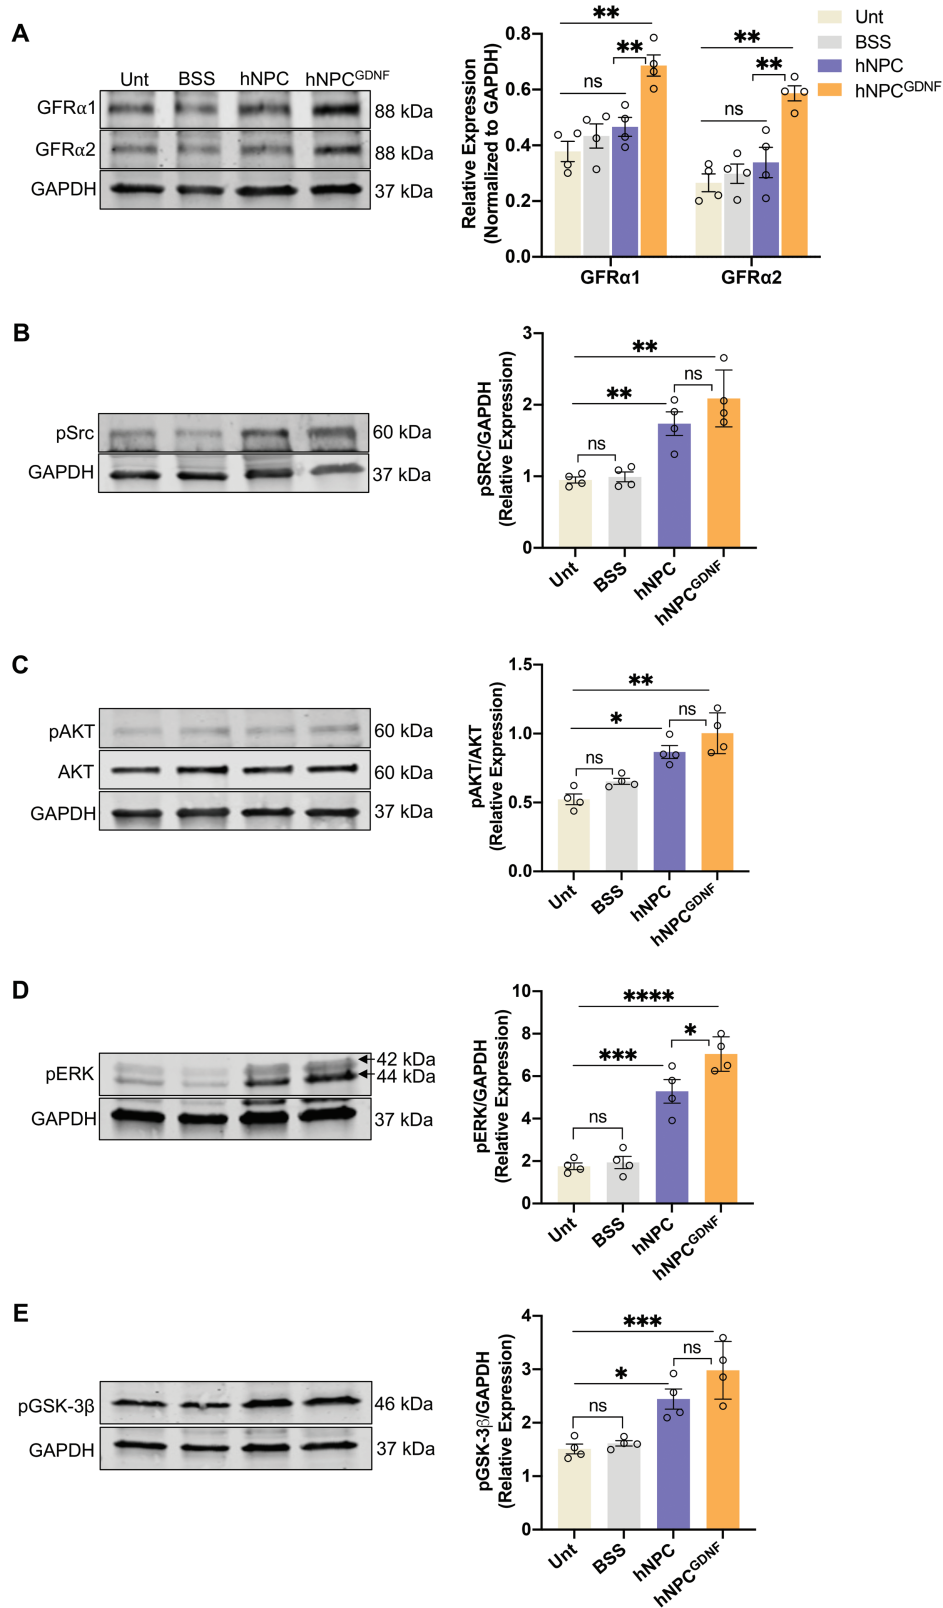 A
Unt BSS hNPC hNPCGDNF
GFRα1 88 kDa
GFRα2 88 kDa
GAPDH 37 kDa
Relative Expression
(Normalized to GAPDH)
0.8
0.6
0.4
0.2
0.0
** ** ns
** ** ns
GFRα1 GFRα2
Unt
BSS
hNPC
hNPCGDNF
B
pSrc 60 kDa
GAPDH 37 kDa
pSRC/GAPDH
(Relative Expression)
3
2
1
0
**
ns
**
ns
Unt BSS hNPC hNPCGDNF
C
pAKT 60 kDa
AKT 60 kDa
GAPDH 37 kDa
pAKT/AKT
(Relative Expression)
1.5
1.0
0.5
0.0
**
ns
*
ns
Unt BSS hNPC hNPCGDNF
D
pERK 42 kDa
44 kDa
GAPDH 37 kDa
pERK/GAPDH
(Relative Expression)
10
8
6
4
2
0
****
*
***
ns
Unt BSS hNPC hNPCGDNF
E
pGSK-3β 46 kDa
GAPDH 37 kDa
pGSK-3β/GAPDH
(Relative Expression)
4
3
2
1
0
***
ns
*
ns
Unt BSS hNPC hNPCGDNF